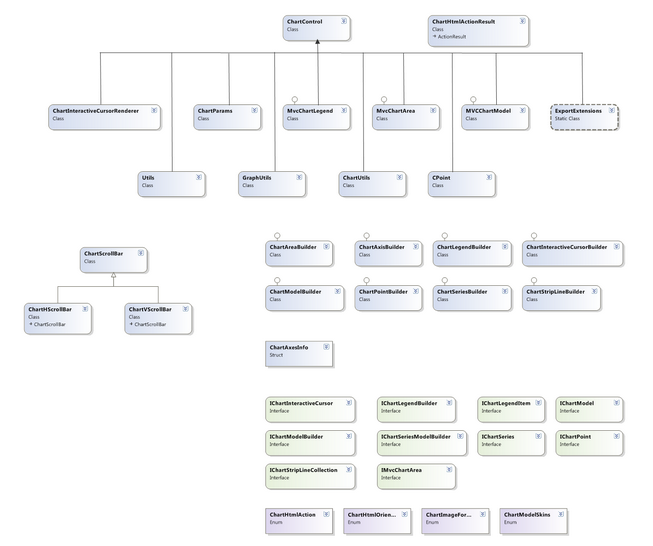 ChartControl
Class
ChartHtmlActionResult
Class
ActionResult
ChartInteractiveCursorRenderer
Class
ChartParams
Class
MvcChartLegend
Class
MvcChartArea
Class
MVCChartModel
Class
ExportExtensions
Static Class
Utils
Class
GraphUtils
Class
ChartUtils
Class
CPoint
Class
ChartScrollBar
Class
ChartHScrollBar
Class
ChartScrollBar
ChartVScrollBar
Class
ChartScrollBar
ChartAreaBuilder
Class
ChartAxisBuilder
Class
ChartLegendBuilder
Class
ChartInteractiveCursorBuilder
Class
ChartModelBuilder
Class
ChartPointBuilder
Class
ChartSeriesBuilder
Class
ChartStripLineBuilder
Class
ChartAxesInfo
Struct
IChartInteractiveCursor
Interface
IChartLegendBuilder
Interface
IChartLegendItem
Interface
IChartModel
Interface
IChartModelBuilder
Interface
IChartSeriesModelBuilder
Interface
IChartSeries
Interface
IChartPoint
Interface
IChartStripLineCollection
Interface
IMvcChartArea
Interface
ChartHtmlAction
Enum
ChartHtmlOrien...
Enum
ChartImageFor...
Enum
ChartModelSkins
Enum